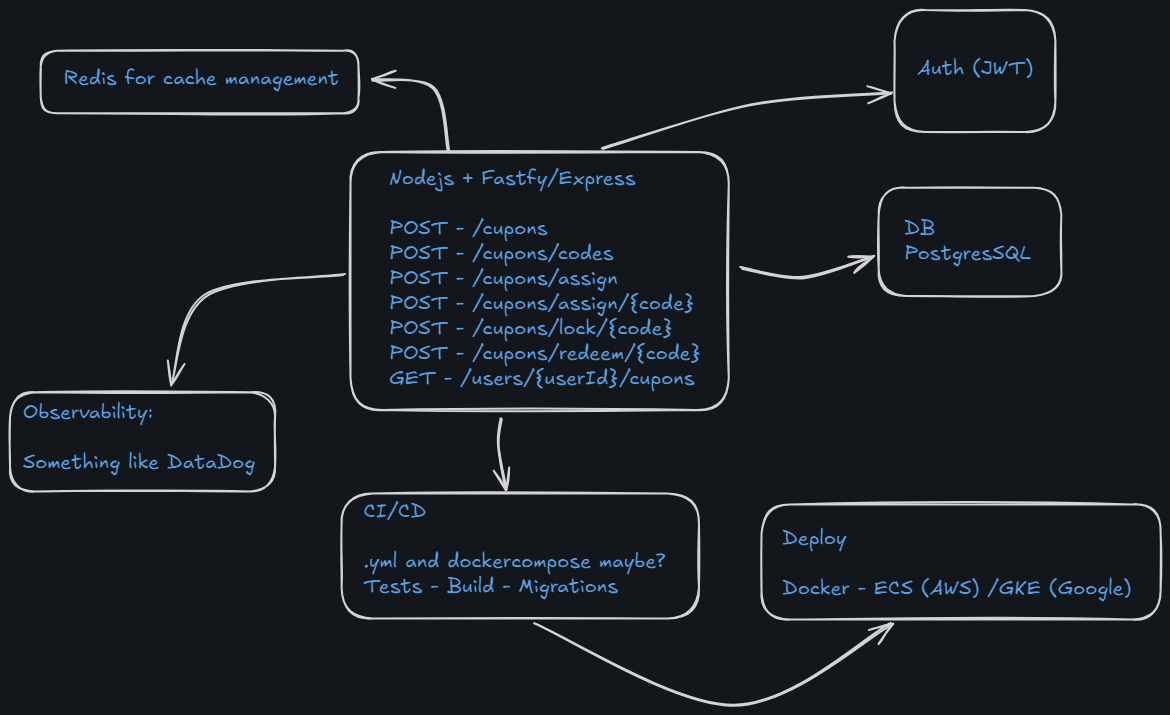 Redis for cache management
Auth (JWT)
Nodejs + Fastfy/Express
POST - /cupons
POST - /cupons/codes
POST - /cupons/assign
POST - /cupons/assign/{code}
POST - /cupons/lock/{code}
POST - /cupons/redeem/{code}
GET - /users/{userId}/cupons
DB
PostgresSQL
Observability:
Something like DataDog
CI/CD
.yml and dockercompose maybe?
Tests - Build - Migrations
Deploy
Docker - ECS (AWS) /GKE (Google)